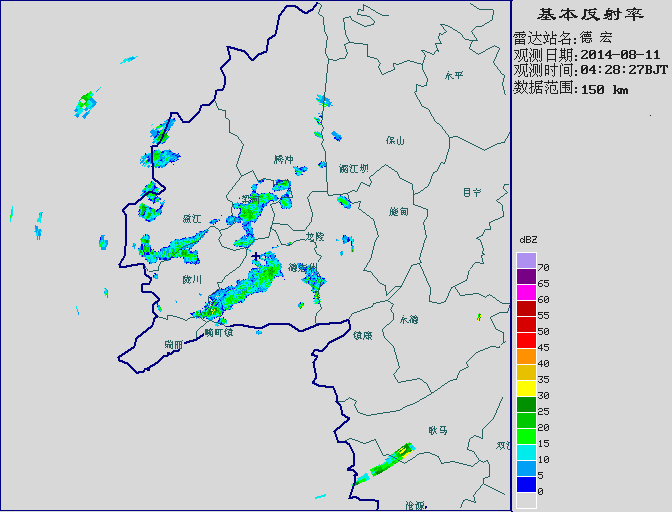 基本反射率
雷达站名:德 宏
观测日期:2014-08-11
观测时间:04:28:27BJT
数据范围:150 km
永平
保山
腾冲
潞江坝
昌宁
施甸
梁河
盈江
龙陵
陇川
永德
镇康
畹町镇
瑞丽
耿马
沧源
dBZ
70
65
60
55
50
45
40
35
30
25
20
15
10
5
0